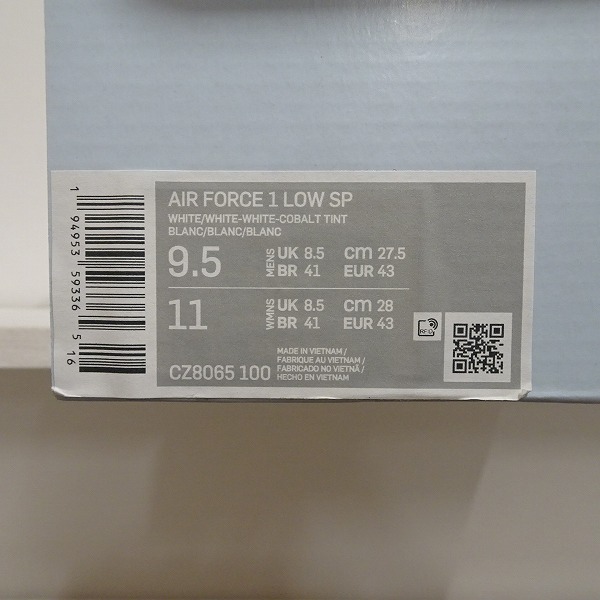 AIR FORCE 1 LOW SP
WHITE/WHITE-WHITE-COBALT TINT
BLANC/BLANC/BLANC
9.5 MENS UK 8.5 cm 27.5
BR 41 EUR 43
11 WMNS UK 8.5 cm 28
BR 41 EUR 43
MADE IN VIETNAM /
FABRIQUE AU VIETNAM /
FABRICADO NO VIETNÃ /
HECHO EN VIETNAM
CZ8065 100
RFID
1 94953 59336 516